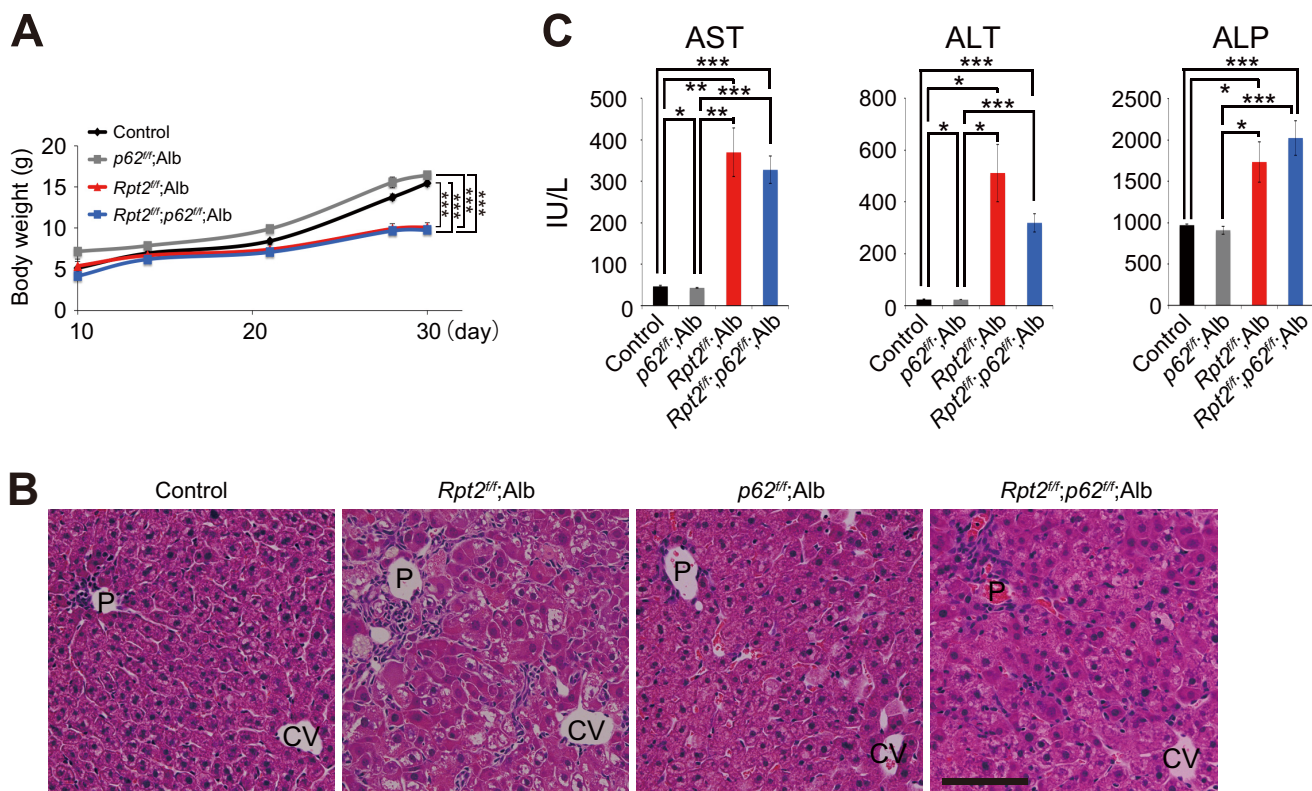 A
Body weight (g)
20
15
10
5
0
10
20
30 (day)
Control
p62f/f;Alb
Rpt2f/f;Alb
Rpt2f/f;p62f/f;Alb
***
***
***
***
C
IU/L
AST
***
** ***
* **
500
400
300
200
100
0
Control
p62f/f;Alb
Rpt2f/f;Alb
Rpt2f/f;p62f/f;Alb
ALT
***
*
***
* *
800
600
400
200
0
Control
p62f/f;Alb
Rpt2f/f;Alb
Rpt2f/f;p62f/f;Alb
ALP
***
*
***
*
2500
2000
1500
1000
500
0
Control
p62f/f;Alb
Rpt2f/f;Alb
Rpt2f/f;p62f/f;Alb
B
Control
P
CV
Rpt2f/f;Alb
P
CV
p62f/f;Alb
P
CV
Rpt2f/f;p62f/f;Alb
P
CV